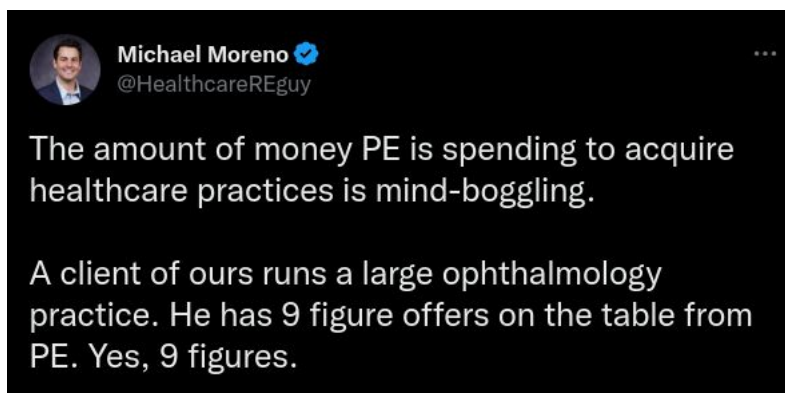 Michael Moreno
@HealthcareREguy
The amount of money PE is spending to acquire
healthcare practices is mind-boggling.
A client of ours runs a large ophthalmology
practice. He has 9 figure offers on the table from
PE. Yes, 9 figures.